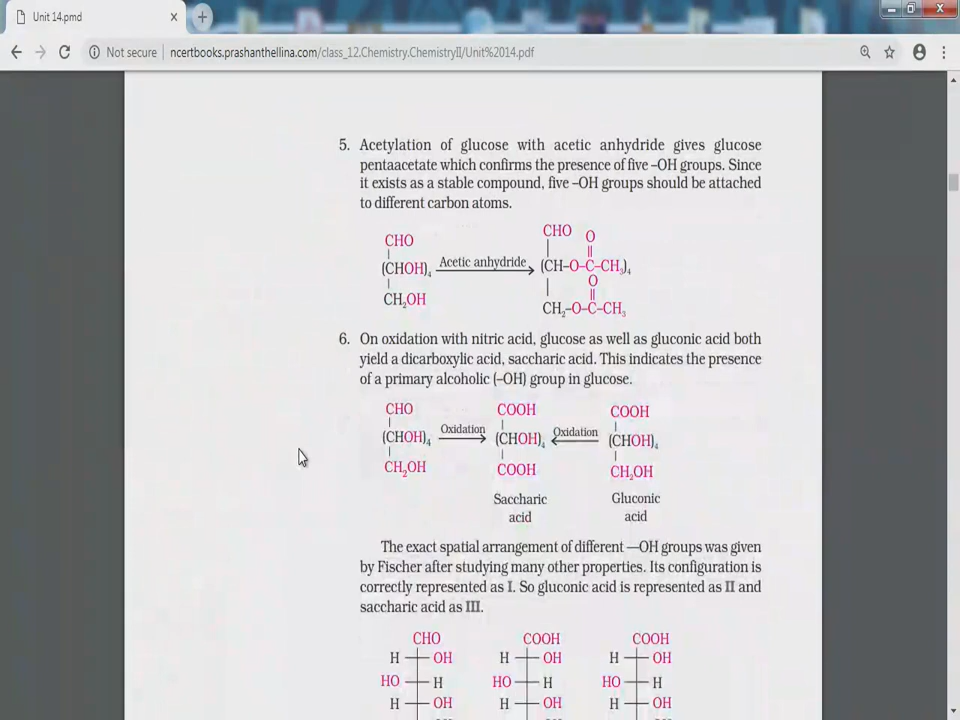 Unit 14.pmd
Not secure | ncertbooks.prashanthellina.com/class_12.Chemistry.ChemistryII/Unit%2014.pdf
5. Acetylation of glucose with acetic anhydride gives glucose
pentaacetate which confirms the presence of five –OH groups. Since
it exists as a stable compound, five –OH groups should be attached
to different carbon atoms.
CHO
(CHOH)₄
CH₂OH
Acetic anhydride
CHO
O
||
(CH–O–C–CH₃)₄
O
||
CH₂–O–C–CH₃
6. On oxidation with nitric acid, glucose as well as gluconic acid both
yield a dicarboxylic acid, saccharic acid. This indicates the presence
of a primary alcoholic (–OH) group in glucose.
CHO
(CHOH)₄
CH₂OH
Oxidation
COOH
(CHOH)₄
COOH
Saccharic
acid
Oxidation
COOH
(CHOH)₄
CH₂OH
Gluconic
acid
The exact spatial arrangement of different —OH groups was given
by Fischer after studying many other properties. Its configuration is
correctly represented as I. So gluconic acid is represented as II and
saccharic acid as III.
CHO COOH COOH
H OH H OH H OH
HO H HO H HO H
H OH H OH H OH